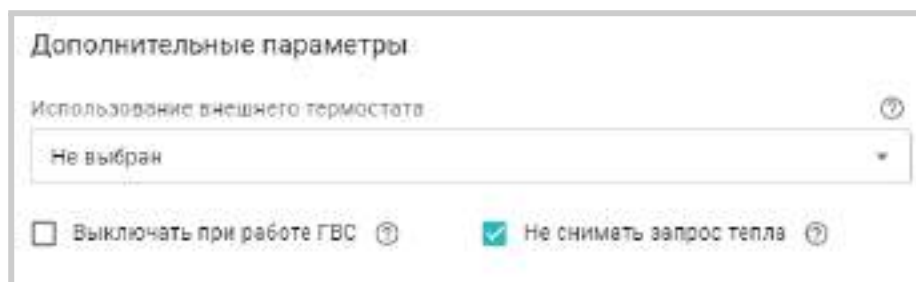 Дополнительные параметры
Использование внешнего термостата
Не выбран
Выключать при работе ГВС Не снимать запрос тепла